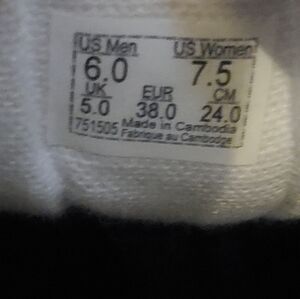 US Men US Women
6.0 7.5
UK EUR CM
5.0 38.0 24.0
751505 Made in Cambodia
Fabrique au Cambodge